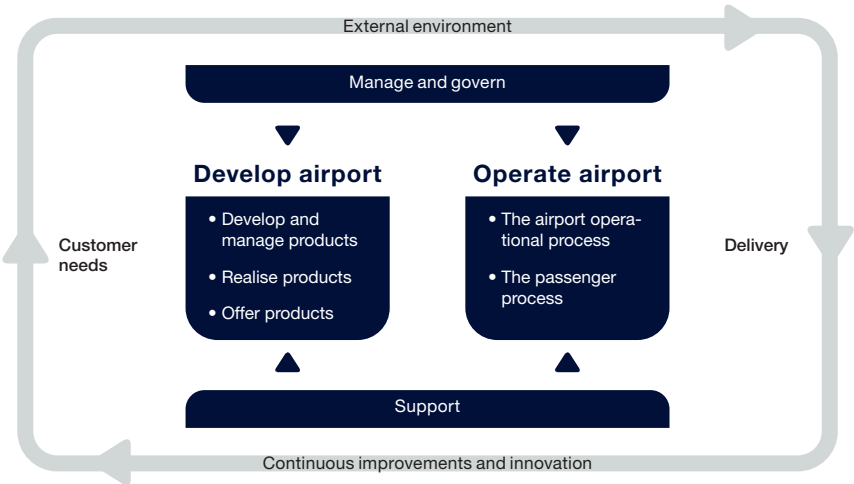 External environment
Manage and govern
Develop airport
• Develop and
manage products
• Realise products
• Offer products
Operate airport
• The airport opera-
tional process
• The passenger
process
Customer
needs
Delivery
Support
Continuous improvements and innovation